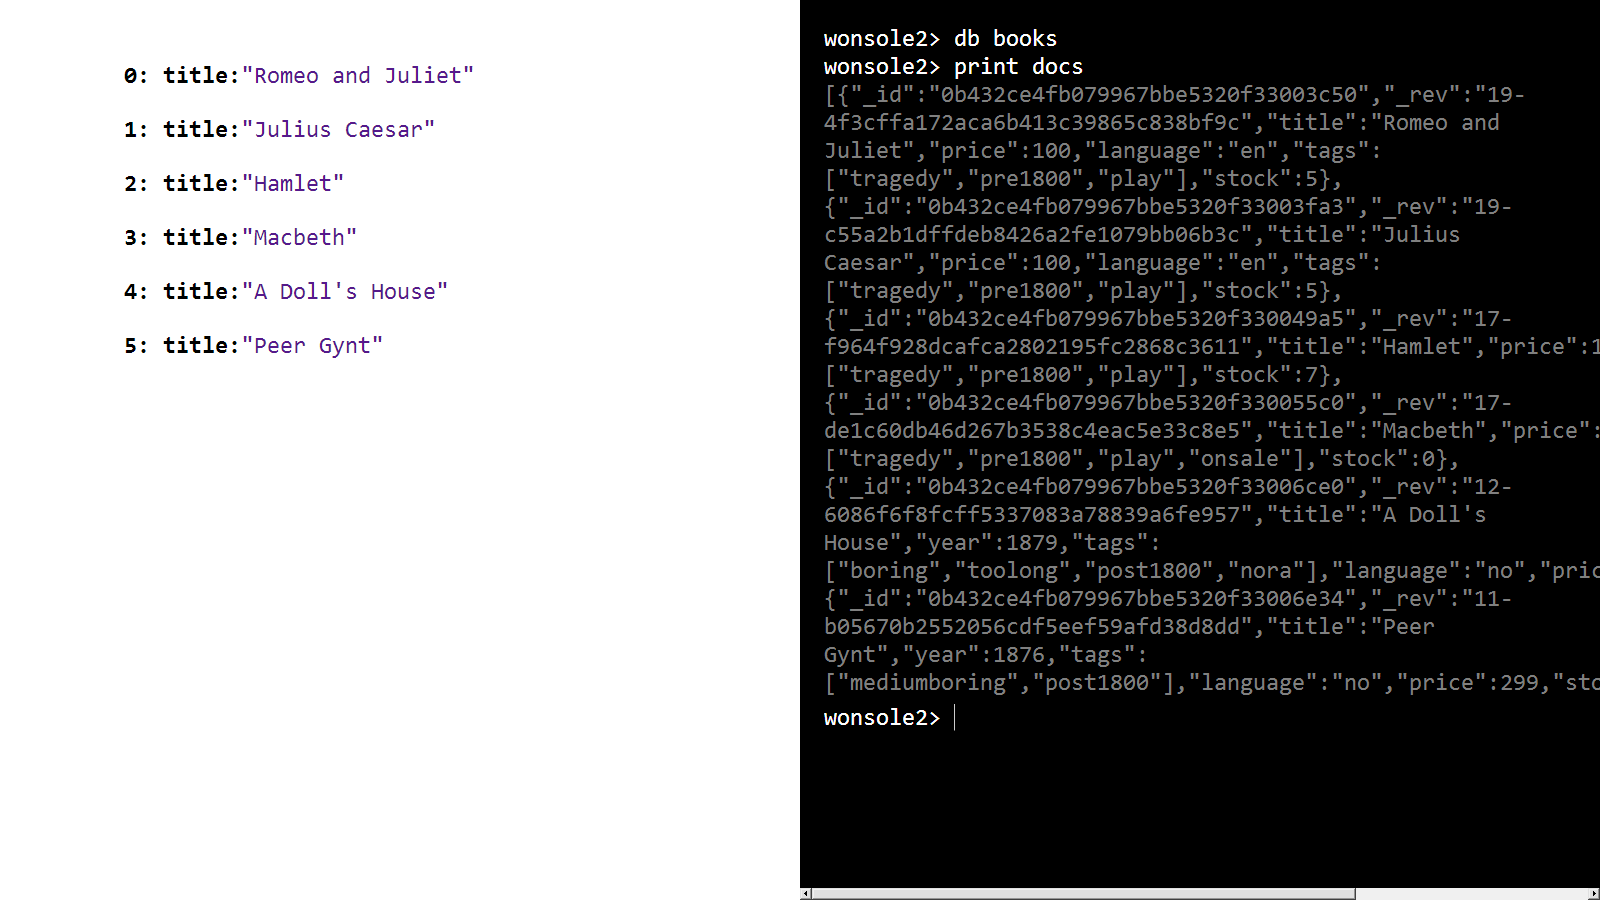 0: title:"Romeo and Juliet"
1: title:"Julius Caesar"
2: title:"Hamlet"
3: title:"Macbeth"
4: title:"A Doll's House"
5: title:"Peer Gynt"
wonsole2> db books
wonsole2> print docs
[{"_id":"0b432ce4fb079967bbe5320f33003c50","_rev":"19-
4f3cffa172aca6b413c39865c838bf9c","title":"Romeo and
Juliet","price":100,"language":"en","tags":
["tragedy","pre1800","play"],"stock":5},
{"_id":"0b432ce4fb079967bbe5320f33003fa3","_rev":"19-
c55a2b1dffdeb8426a2fe1079bb06b3c","title":"Julius
Caesar","price":100,"language":"en","tags":
["tragedy","pre1800","play"],"stock":5},
{"_id":"0b432ce4fb079967bbe5320f330049a5","_rev":"17-
f964f928dcafca2802195fc2868c3611","title":"Hamlet","price":1
["tragedy","pre1800","play"],"stock":7},
{"_id":"0b432ce4fb079967bbe5320f330055c0","_rev":"17-
de1c60db46d267b3538c4eac5e33c8e5","title":"Macbeth","price":
["tragedy","pre1800","play","onsale"],"stock":0},
{"_id":"0b432ce4fb079967bbe5320f33006ce0","_rev":"12-
6086f6f8fcff5337083a78839a6fe957","title":"A Doll's
House","year":1879,"tags":
["boring","toolong","post1800","nora"],"language":"no","pric
{"_id":"0b432ce4fb079967bbe5320f33006e34","_rev":"11-
b05670b2552056cdf5eef59afd38d8dd","title":"Peer
Gynt","year":1876,"tags":
["mediumboring","post1800"],"language":"no","price":299,"sto
wonsole2>